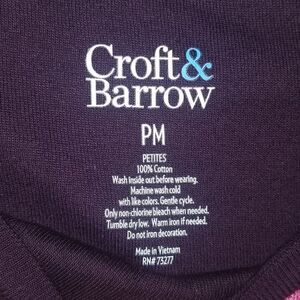 Croft&
Barrow
PM
PETITES
100% Cotton
Wash inside out before wearing.
Machine wash cold
with like colors. Gentle cycle.
Only non-chlorine bleach when needed.
Tumble dry low. Warm iron if needed.
Do not iron decoration.
Made in Vietnam
RN# 73277